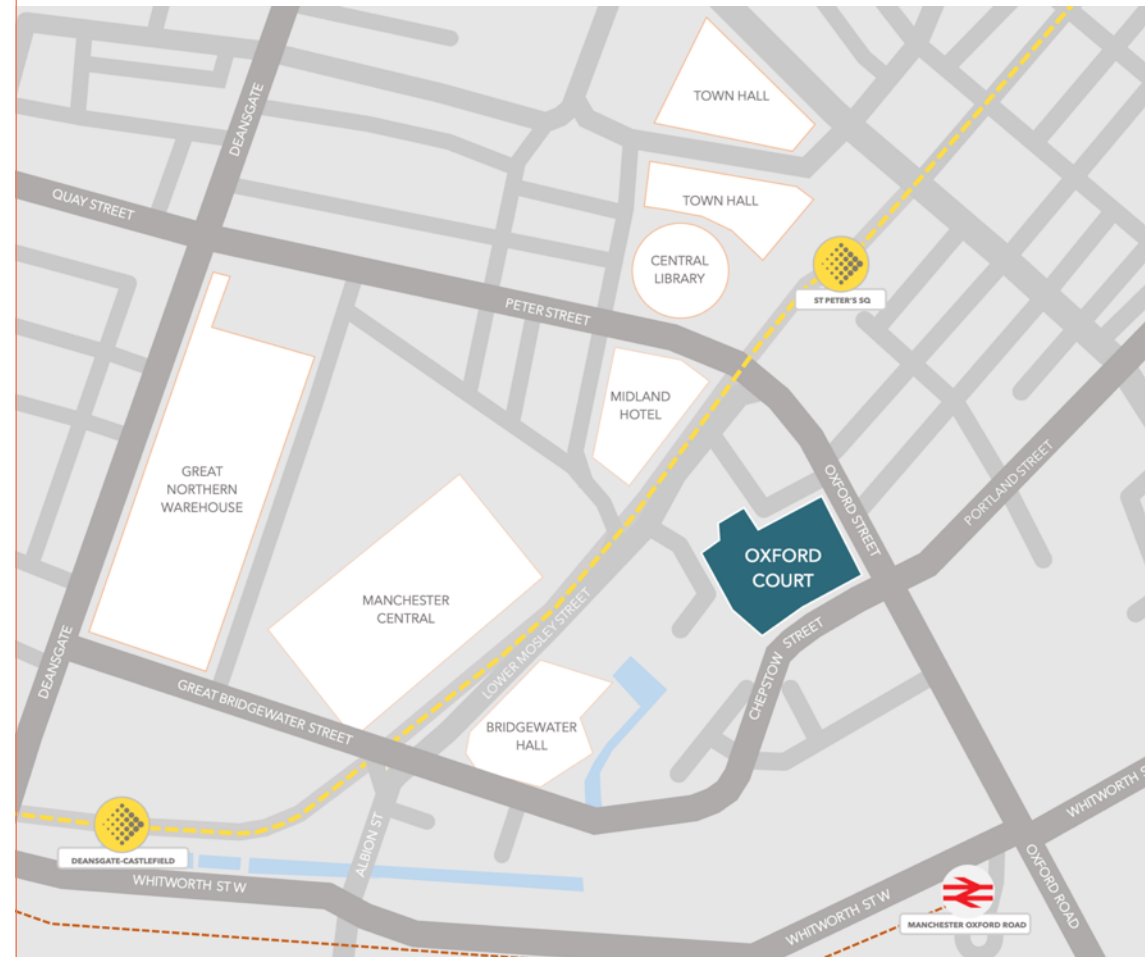 TOWN HALL
DEANSGATE
QUAY STREET
TOWN HALL
CENTRAL
LIBRARY
ST PETER'S SQ
PETER STREET
MIDLAND
HOTEL
GREAT
NORTHERN
WAREHOUSE
OXFORD STREET
PORTLAND STREET
OXFORD
COURT
MANCHESTER
CENTRAL
LOWER MOSLEY STREET
CHEPSTOW STREET
DEANSGATE
GREAT BRIDGEWATER STREET
BRIDGEWATER
HALL
WHITWORTH S
DEANSGATE-CASTLEFIELD
ALBION ST
WHITWORTH ST W
OXFORD ROAD
WHITWORTH ST W
MANCHESTER OXFORD ROAD